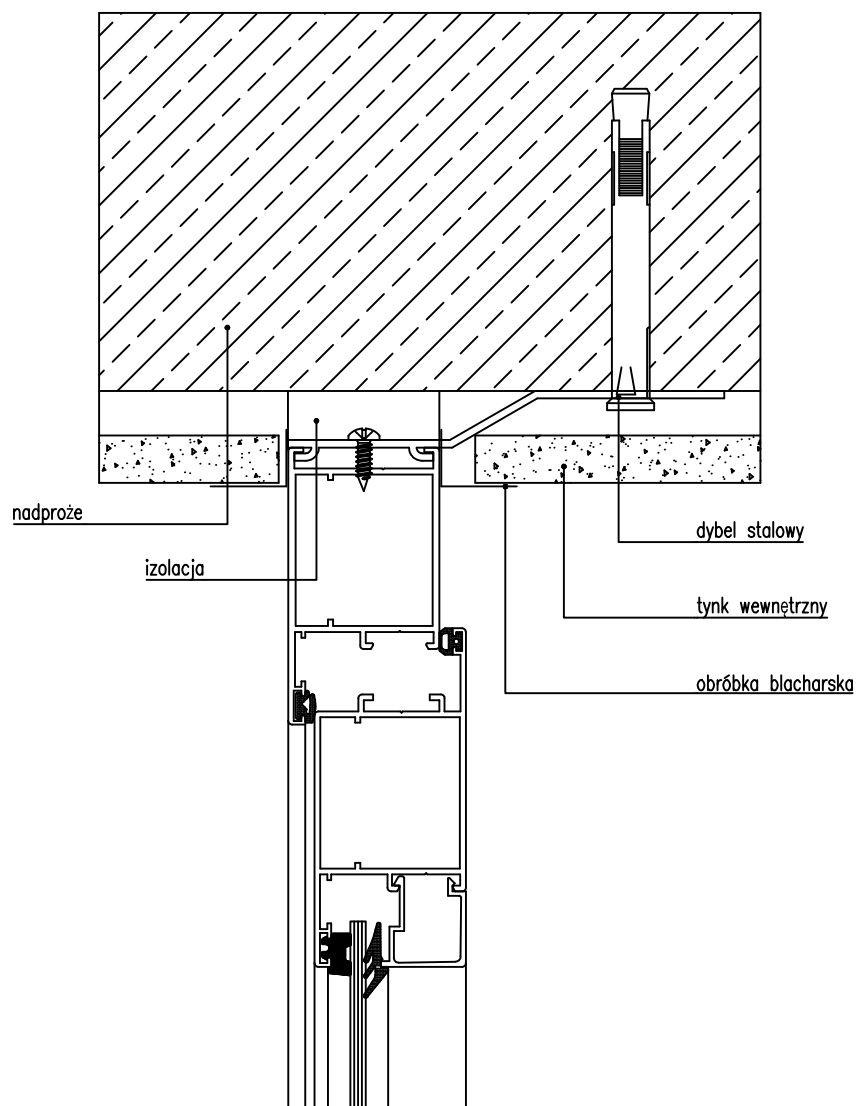 nadproże
dybel stalowy
izolacja
tynk wewnętrzny
obróbka blacharska